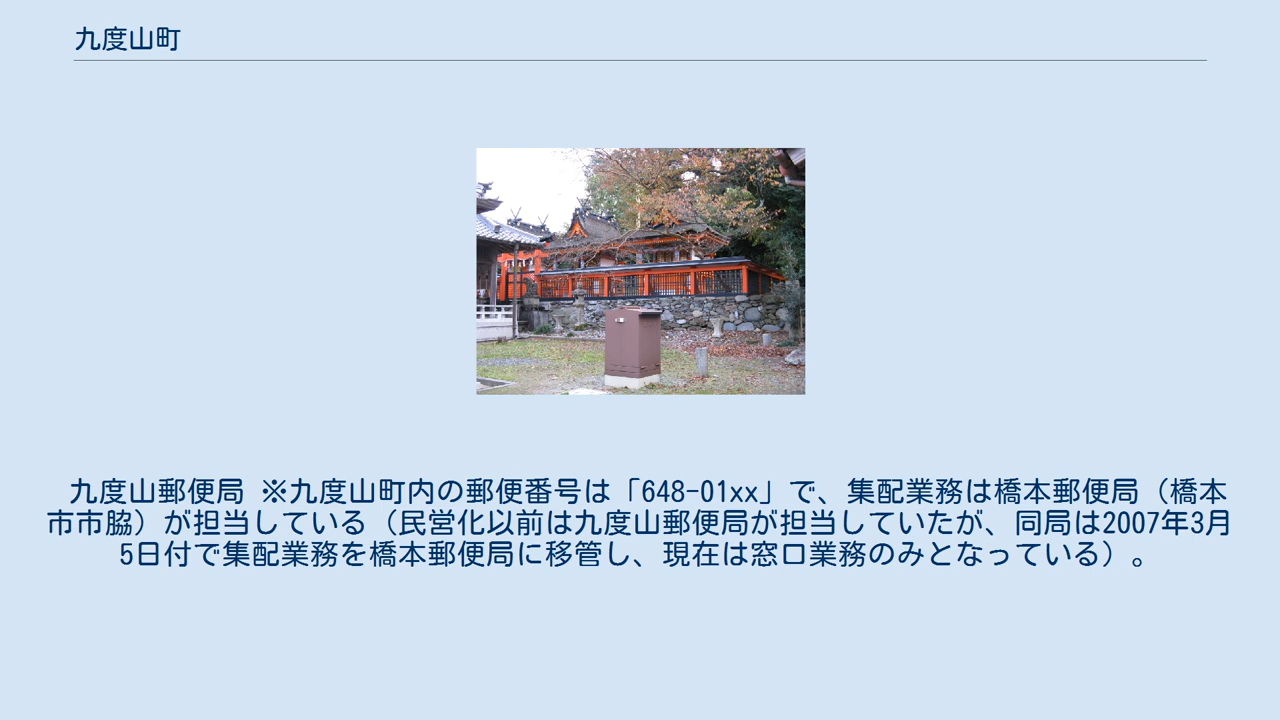 九度山町
九度山郵便局 ※九度山町内の郵便番号は「648-01xx」で、集配業務は橋本郵便局（橋本
市市脇）が担当している（民営化以前は九度山郵便局が担当していたが、同局は2007年3月
5日付で集配業務を橋本郵便局に移管し、現在は窓口業務のみとなっている）。